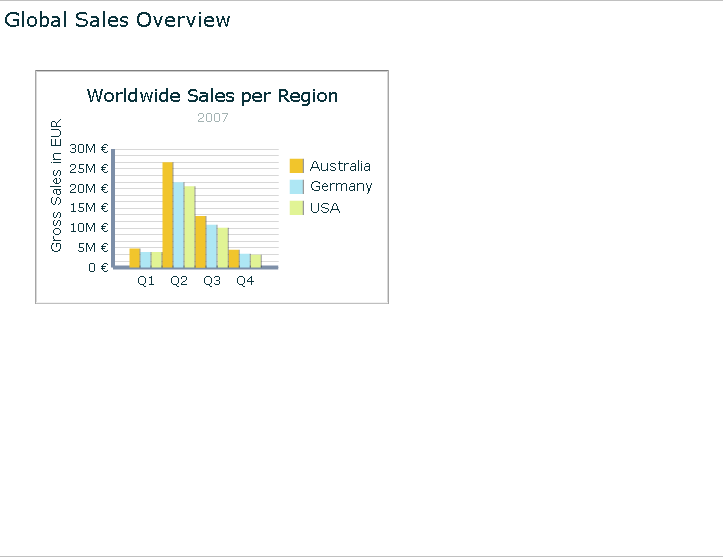 Global Sales Overview
Worldwide Sales per Region
2007
Gross Sales in EUR
30M €
25M €
20M €
15M €
10M €
5M €
0 €
Q1 Q2 Q3 Q4
Australia
Germany
USA